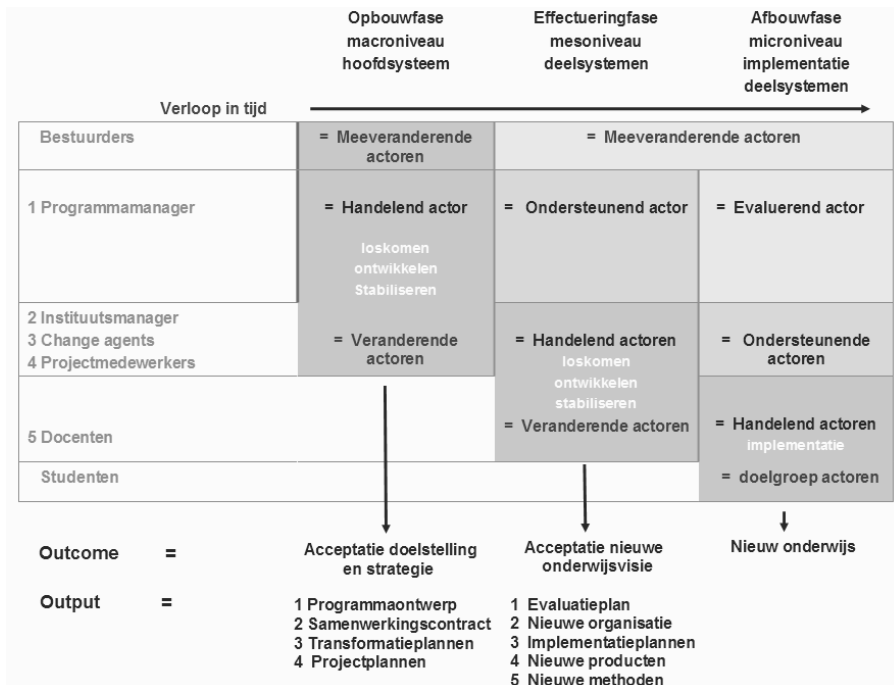 Opbouwfase
macroniveau
hoofdsysteem
Effectueringfase
mesoniveau
deelsystemen
Afbouwfase
microniveau
implementatie
deelsystemen
Verloop in tijd
Bestuurders
= Meeveranderende
actoren
= Meeveranderende actoren
1 Programmamanager
= Handelend actor
= Ondersteunend actor
= Evaluerend actor
loskomen
ontwikkelen
Stabiliseren
2 Instituutsmanager
3 Change agents
4 Projectmedewerkers
= Veranderende
actoren
= Handelend actoren
loskomen
ontwikkelen
stabiliseren
= Veranderende actoren
= Ondersteunende
actoren
5 Docenten
= Handelend actoren
implementatie
Studenten
= doelgroep actoren
Outcome =
Acceptatie doelstelling
en strategie
Acceptatie nieuwe
onderwijsvisie
Nieuw onderwijs
Output =
1 Programmaontwerp
2 Samenwerkingscontract
3 Transformatieplannen
4 Projectplannen
1 Evaluatieplan
2 Nieuwe organisatie
3 Implementatieplannen
4 Nieuwe producten
5 Nieuwe methoden